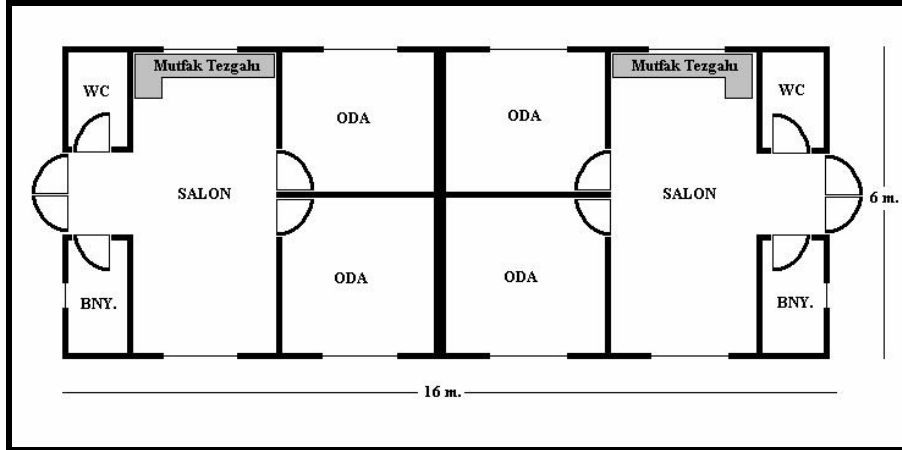 Mutfak Tezgahı
Mutfak Tezgahı
WC
WC
ODA
ODA
SALON
SALON
6 m.
ODA
ODA
BNY.
BNY.
16 m.